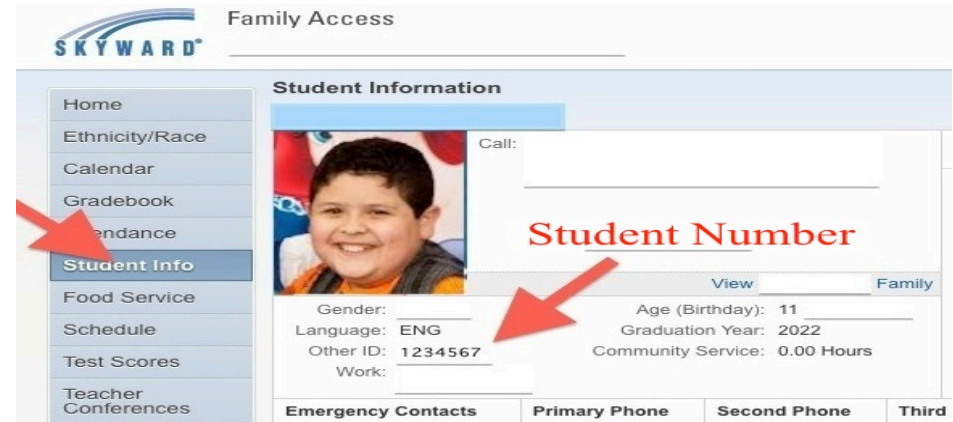 Family Access
SKYWARD
Student Information
Home
Ethnicity/Race
Calendar
Gradebook
Student Info
Food Service
Schedule
Test Scores
Teacher
Conferences
Call:
Student Number
View Family
Gender: Age (Birthday): 11
Language: ENG Graduation Year: 2022
Other ID: 1234567 Community Service: 0.00 Hours
Work:
Emergency Contacts Primary Phone Second Phone Third